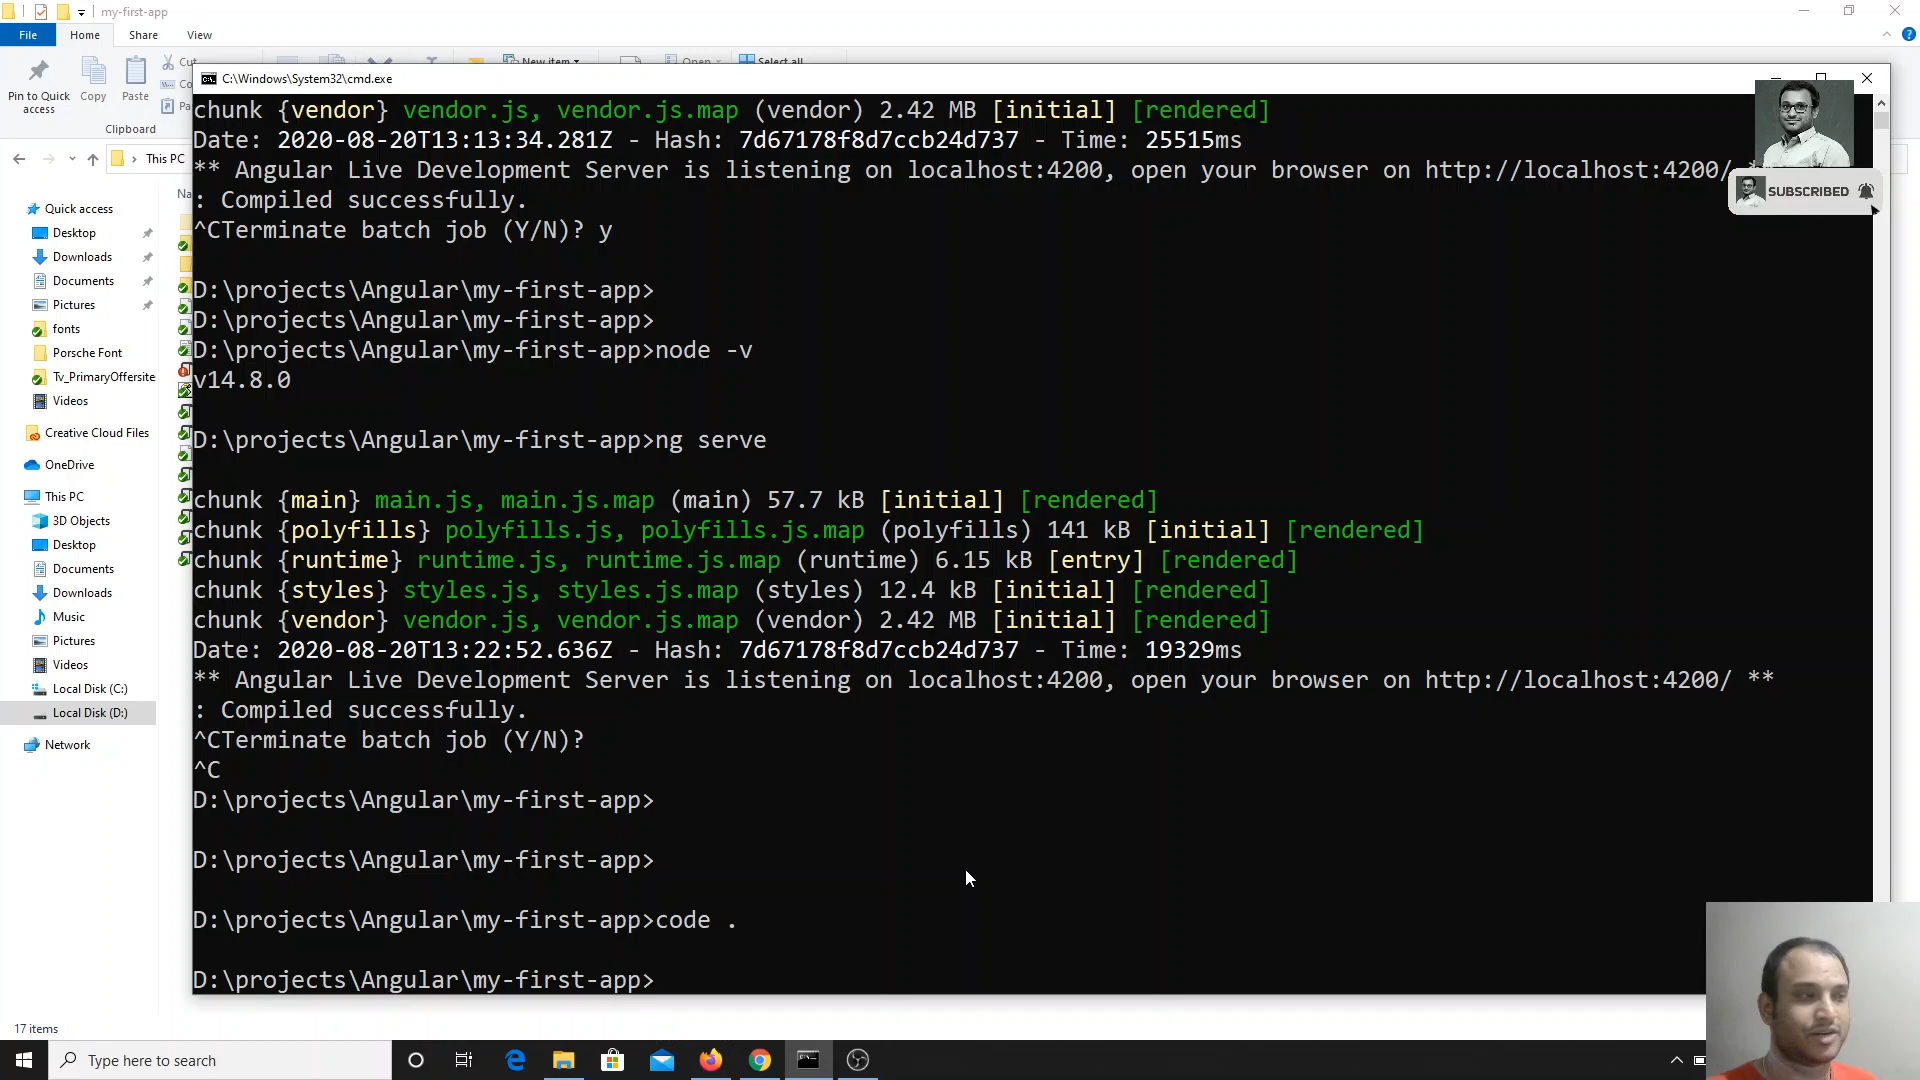 my-first-app
File
Home
Share
View
Pin to Quick access
Copy
Paste
Cut
New item
Open
Select all
Clipboard
This PC
C:\Windows\System32\cmd.exe
SUBSCRIBED
chunk {vendor} vendor.js, vendor.js.map (vendor) 2.42 MB [initial] [rendered]
Date: 2020-08-20T13:13:34.281Z - Hash: 7d67178f8d7ccb24d737 - Time: 25515ms
** Angular Live Development Server is listening on localhost:4200, open your browser on http://localhost:4200/
: Compiled successfully.
^CTerminate batch job (Y/N)? y
D:\projects\Angular\my-first-app>
D:\projects\Angular\my-first-app>
D:\projects\Angular\my-first-app>node -v
v14.8.0
D:\projects\Angular\my-first-app>ng serve
chunk {main} main.js, main.js.map (main) 57.7 kB [initial] [rendered]
chunk {polyfills} polyfills.js, polyfills.js.map (polyfills) 141 kB [initial] [rendered]
chunk {runtime} runtime.js, runtime.js.map (runtime) 6.15 kB [entry] [rendered]
chunk {styles} styles.js, styles.js.map (styles) 12.4 kB [initial] [rendered]
chunk {vendor} vendor.js, vendor.js.map (vendor) 2.42 MB [initial] [rendered]
Date: 2020-08-20T13:22:52.636Z - Hash: 7d67178f8d7ccb24d737 - Time: 19329ms
** Angular Live Development Server is listening on localhost:4200, open your browser on http://localhost:4200/ **
: Compiled successfully.
^CTerminate batch job (Y/N)?
^C
D:\projects\Angular\my-first-app>
D:\projects\Angular\my-first-app>
D:\projects\Angular\my-first-app>code .
D:\projects\Angular\my-first-app>
Quick access
Desktop
Downloads
Documents
Pictures
fonts
Porsche Font
Tv_PrimaryOffersite
Videos
Creative Cloud Files
OneDrive
This PC
3D Objects
Desktop
Documents
Downloads
Music
Pictures
Videos
Local Disk (C:)
Local Disk (D:)
Network
17 items
Type here to search